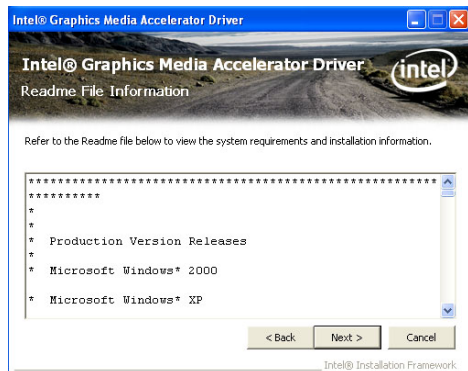 Intel® Graphics Media Accelerator Driver
Intel® Graphics Media Accelerator Driver
intel
Readme File Information
Refer to the Readme file below to view the system requirements and installation information.
*********************************************************
**********
*
*
* Production Version Releases
*
* Microsoft Windows* 2000
* Microsoft Windows* XP
< Back Next > Cancel
Intel® Installation Framework